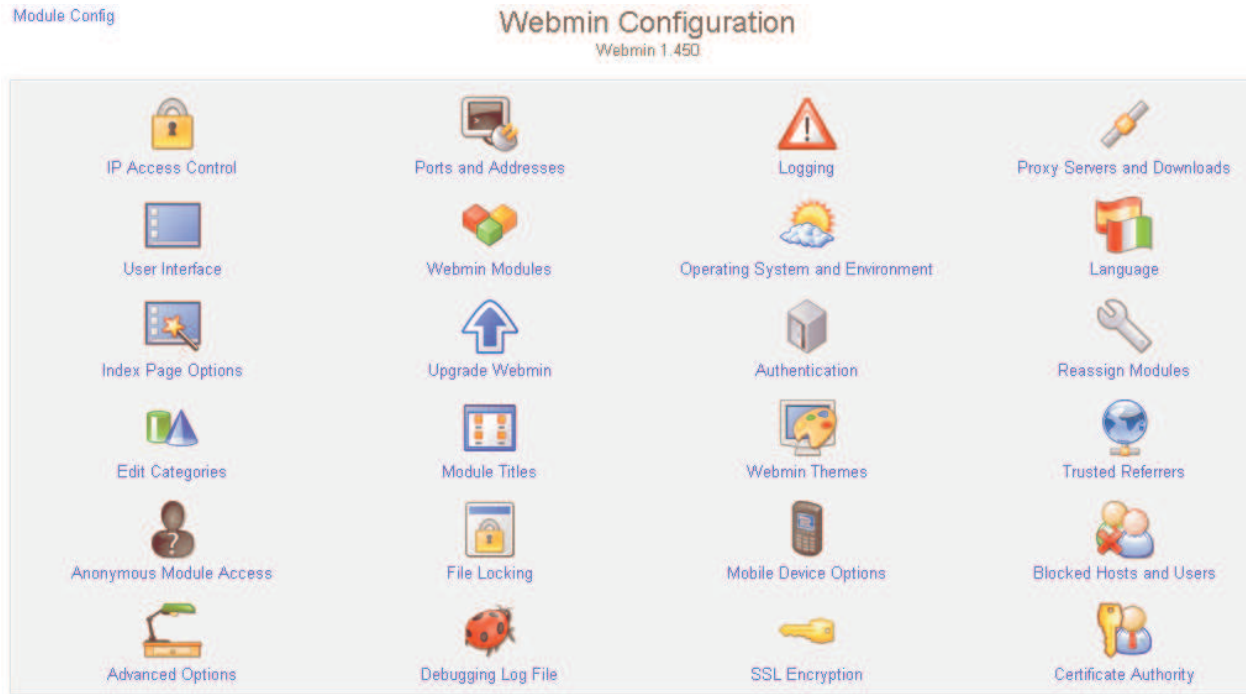 Module Config
Webmin Configuration
Webmin 1.450
IP Access Control
Ports and Addresses
Logging
Proxy Servers and Downloads
User Interface
Webmin Modules
Operating System and Environment
Language
Index Page Options
Upgrade Webmin
Authentication
Reassign Modules
Edit Categories
Module Titles
Webmin Themes
Trusted Referrers
Anonymous Module Access
File Locking
Mobile Device Options
Blocked Hosts and Users
Advanced Options
Debugging Log File
SSL Encryption
Certificate Authority